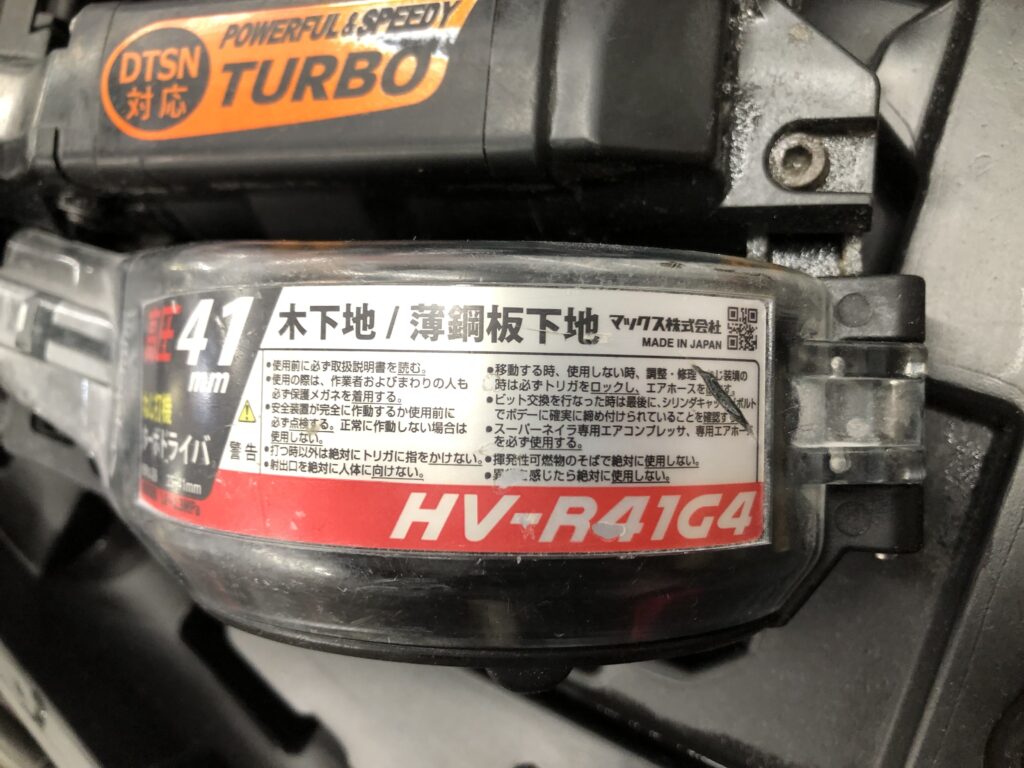 DTSN
対応
POWERFUL&SPEEDY
TURBO
高圧
41
mm
木下地 / 薄鋼板下地
マックス株式会社
MADE IN JAPAN
ドライバ
警告
•使用前に必ず取扱説明書を読む。
•使用の際は、作業者およびまわりの人も
必ず保護メガネを着用する。
•安全装置が完全に作動するか使用前に
必ず点検する。正常に作動しない場合は
使用しない。
•打つ時以外は絶対にトリガに指をかけない。
•射出口を絶対に人体に向けない。
•移動する時、使用しない時、調整・修理 装填の
時は必ずトリガをロックし、エアホースを
•ビット交換を行なった時は最後に、シリンダキャップボルト
でボデーに確実に締め付けられていることを確認する。
•スーパーネイラ専用エアコンプレッサ、専用エアホース
を必ず使用する。
•揮発性可燃物のそばで絶対に使用しない。
感じたら絶対に使用しない。
HV-R41G4